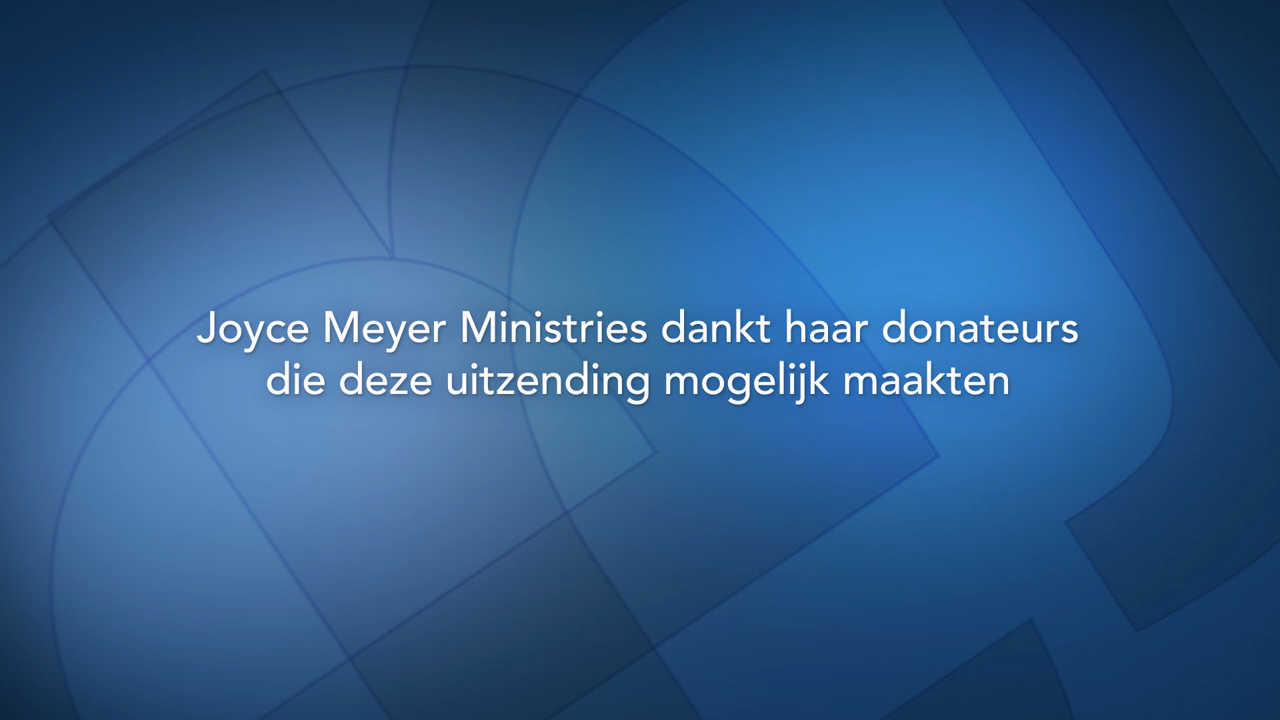 Joyce Meyer Ministries dankt haar donateurs
die deze uitzending mogelijk maakten